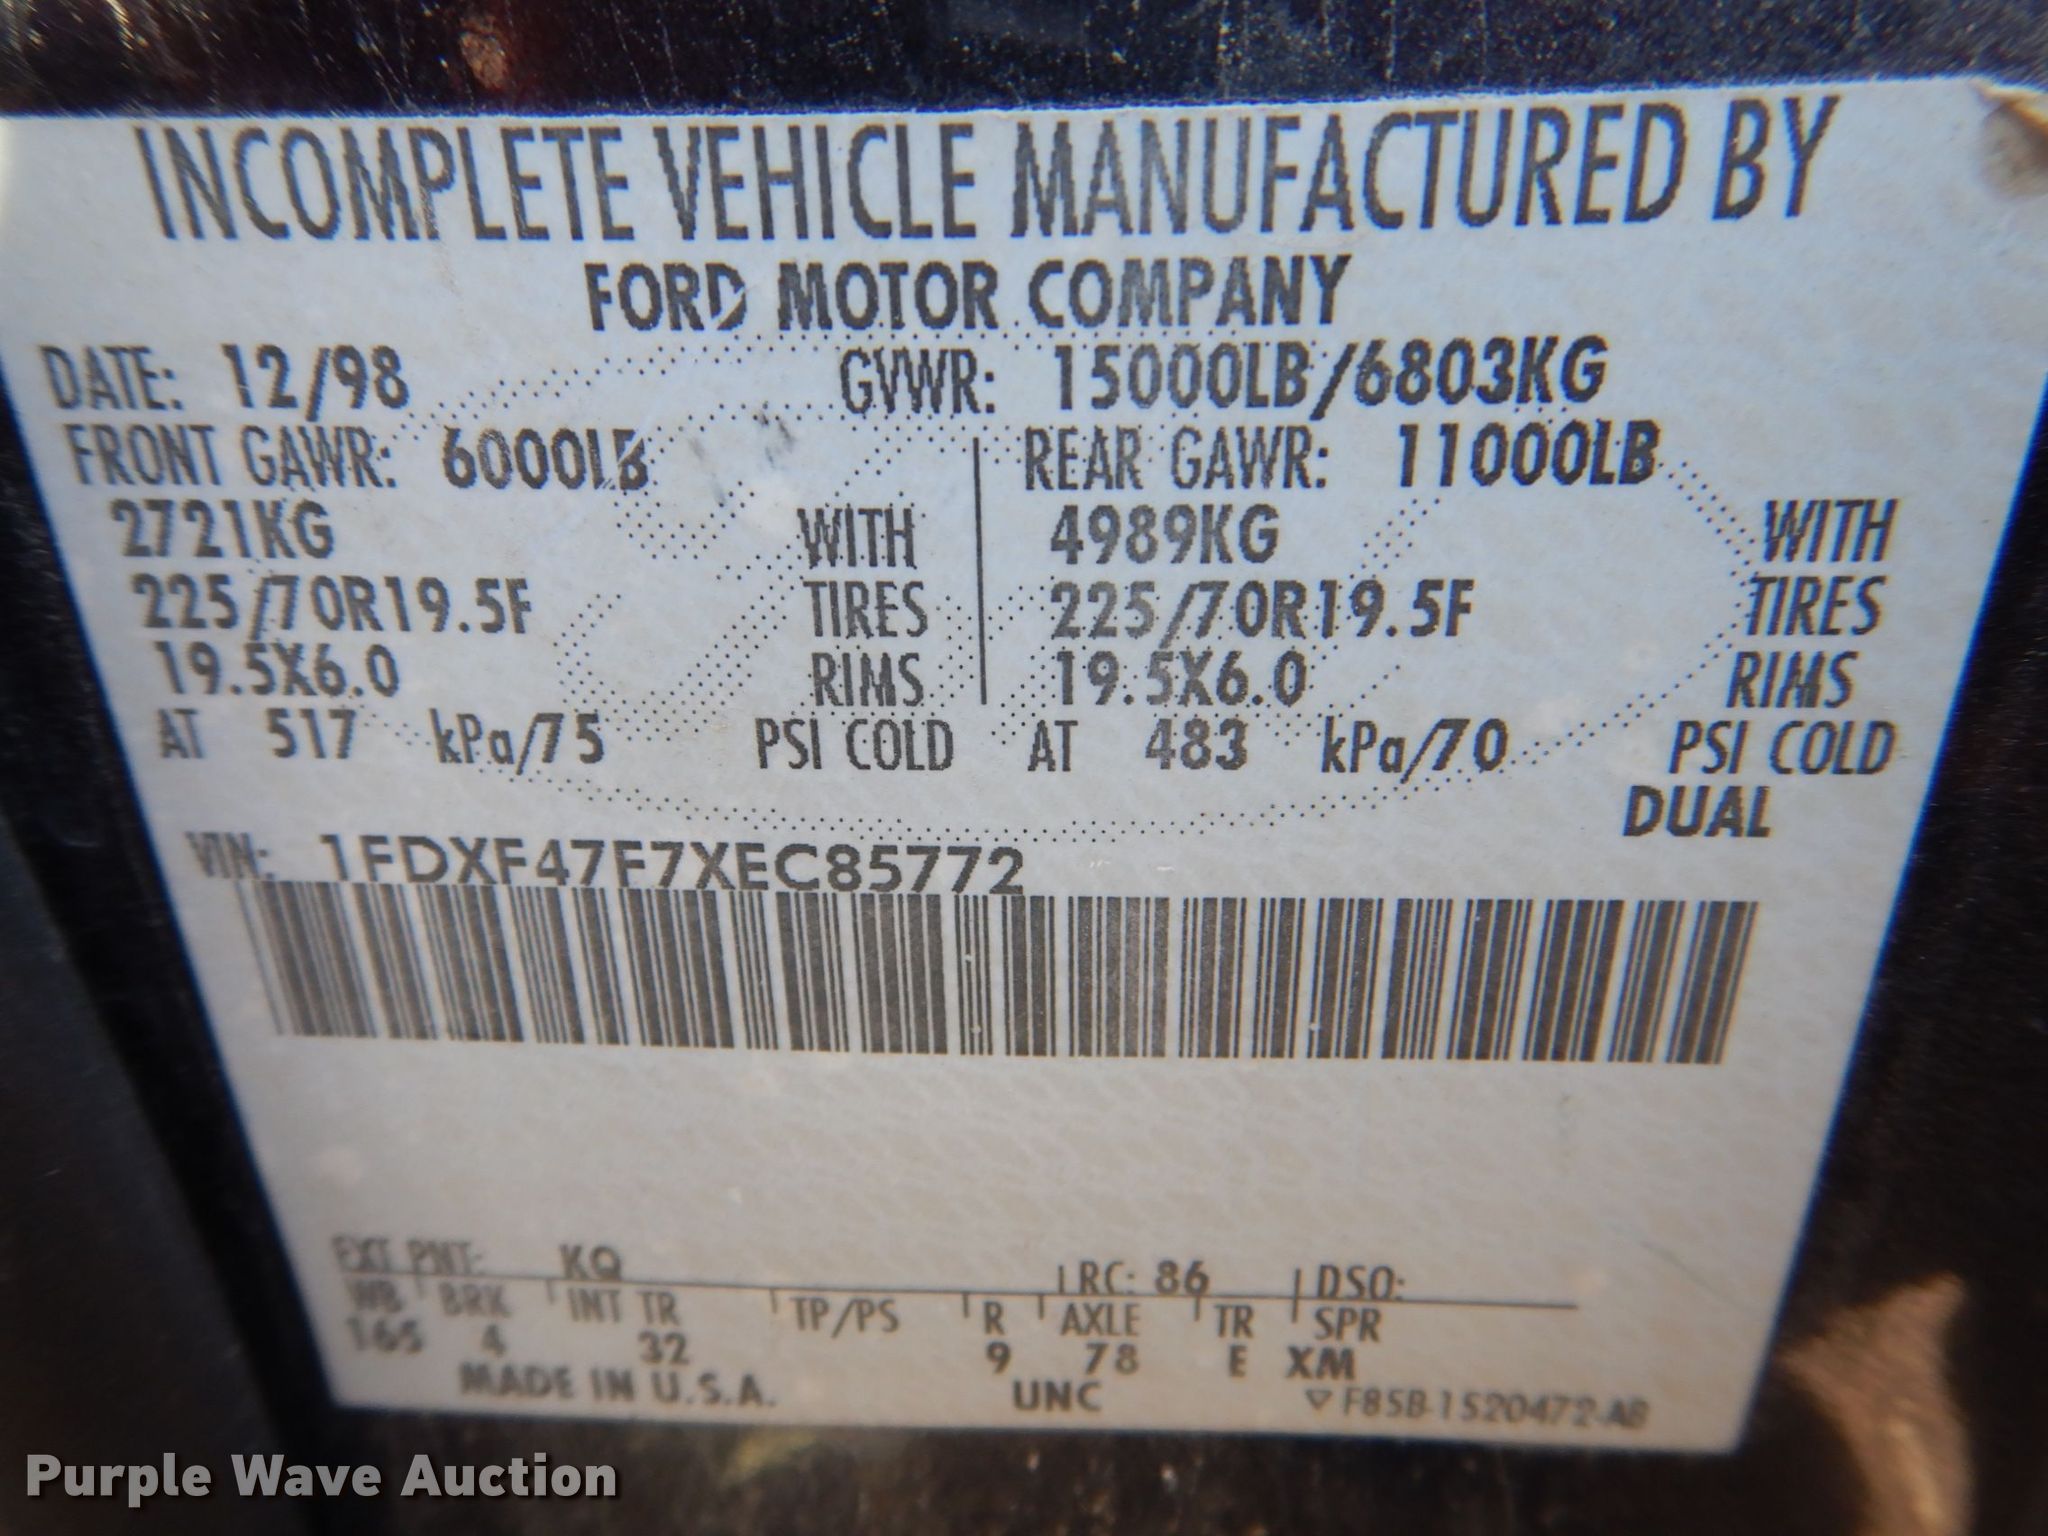 INCOMPLETE VEHICLE MANUFACTURED BY
FORD MOTOR COMPANY
DATE: 12/98 GVWR: 15000LB/6803KG
FRONT GAWR: 6000LB REAR GAWR: 11000LB
2721KG WITH 4989KG WITH
225/70R19.5F TIRES 225/70R19.5F TIRES
19.5X6.0 RIMS 19.5X6.0 RIMS
AT 517 kPa/75 PSI COLD AT 483 kPa/70 PSI COLD
DUAL
VIN: 1FDXF47F7XEC85772
EXT PNT: KQ RC: 86 DSO:
WB BRK INT TR TP/PS R AXLE TR SPR
165 4 32 9 78 E XM
MADE IN U.S.A. UNC ▽ F85B-1520472-AB
Purple Wave Auction